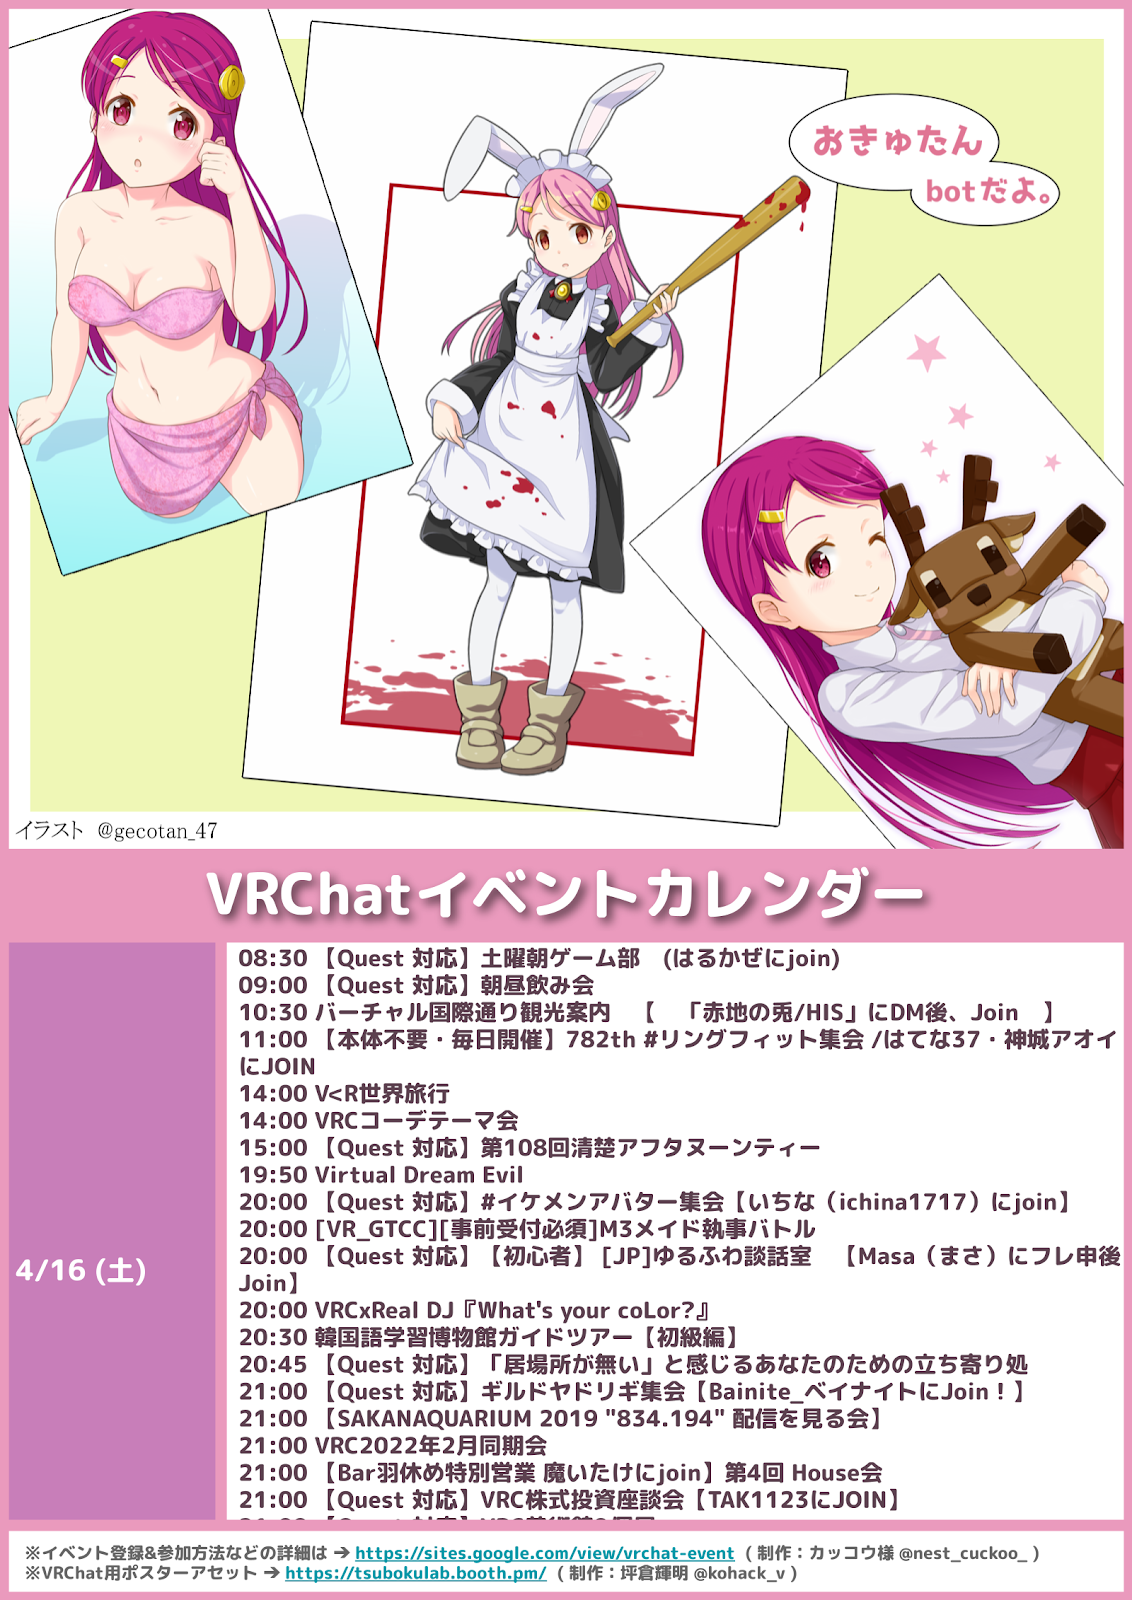 おきゅたん
botだよ。
イラスト @gecotan_47
VRChatイベントカレンダー
4/16 (土)
08:30 【Quest 対応】土曜朝ゲーム部　(はるかぜにjoin)
09:00 【Quest 対応】朝昼飲み会
10:30 バーチャル国際通り観光案内　【　「赤地の兎/HIS」にDM後、Join　】
11:00 【本体不要・毎日開催】782th #リングフィット集会 /はてな37・神城アオイ
にJOIN
14:00 V<R世界旅行
14:00 VRCコーデテーマ会
15:00 【Quest 対応】第108回清楚アフタヌーンティー
19:50 Virtual Dream Evil
20:00 【Quest 対応】#イケメンアバター集会【いちな（ichina1717）にjoin】
20:00 [VR_GTCC][事前受付必須]M3メイド執事バトル
20:00 【Quest 対応】【初心者】 [JP]ゆるふわ談話室　【Masa（まさ）にフレ申後
Join】
20:00 VRCxReal DJ『What's your coLor?』
20:30 韓国語学習博物館ガイドツアー【初級編】
20:45 【Quest 対応】「居場所が無い」と感じるあなたのための立ち寄り処
21:00 【Quest 対応】ギルドヤドリギ集会【Bainite_ベイナイトにJoin！】
21:00 【SAKANAQUARIUM 2019 "834.194" 配信を見る会】
21:00 VRC2022年2月同期会
21:00 【Bar羽休め特別営業 魔いたけにjoin】第4回 House会
21:00 【Quest 対応】VRC株式投資座談会【TAK1123にJOIN】
※イベント登録&参加方法などの詳細は ➔ https://sites.google.com/view/vrchat-event ( 制作：カッコウ様 @nest_cuckoo_ )
※VRChat用ポスターアセット ➔ https://tsubokulab.booth.pm/ ( 制作：坪倉輝明 @kohack_v )